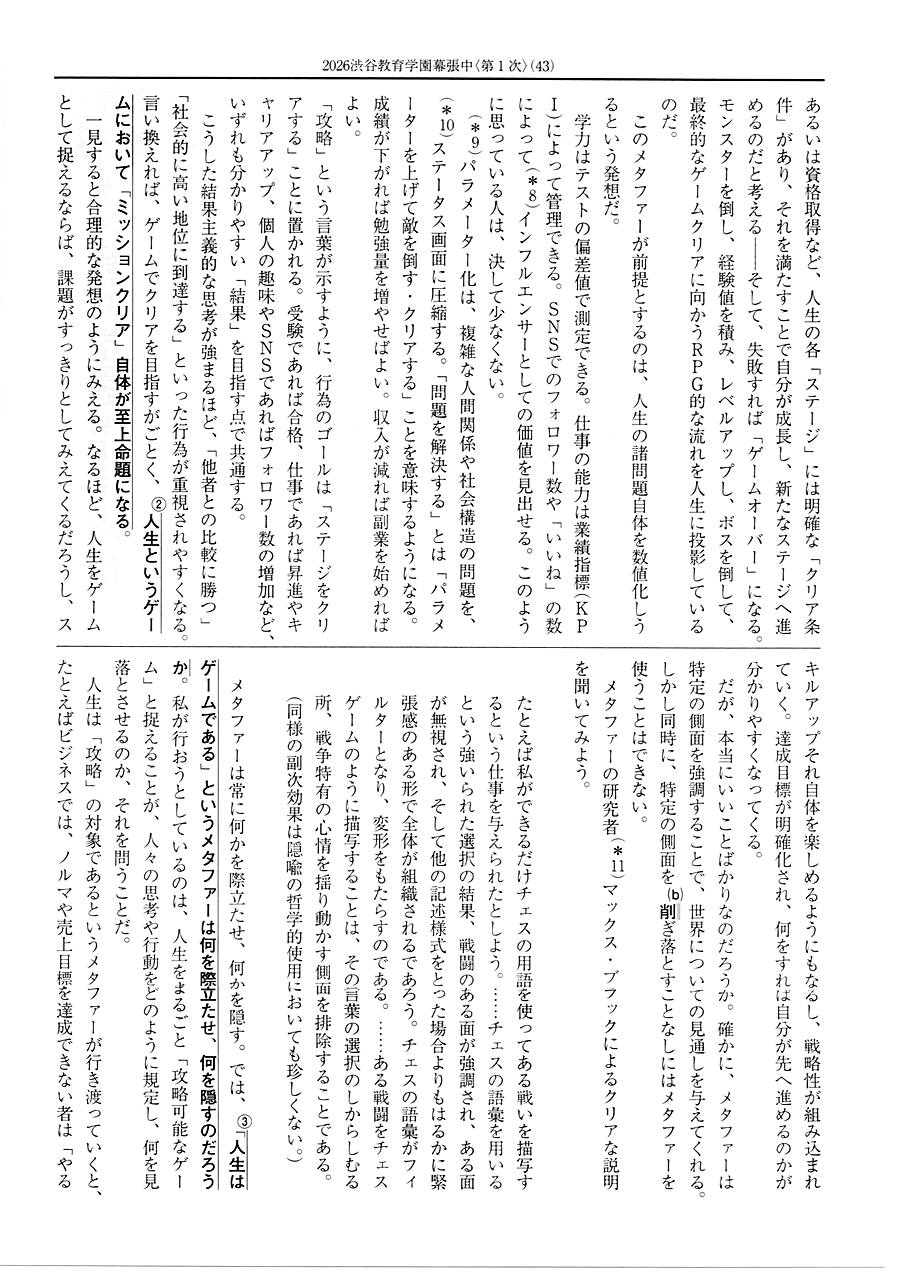 2026渋谷教育学園幕張中〈第1次〉(43)
あるいは資格取得など、人生の各「ステージ」には明確な「クリア条
件」があり、それを満たすことで自分が成長し、新たなステージへ進
めるのだと考える――そして、失敗すれば「ゲームオーバー」になる。
モンスターを倒し、経験値を積み、レベルアップし、ボスを倒して、
最終的なゲームクリアに向かうRPG的な流れを人生に投影している
のだ。
このメタファーが前提とするのは、人生の諸問題自体を数値化しう
るという発想だ。
学力はテストの偏差値で測定できる。仕事の能力は業績指標(KP
I)によって管理できる。SNSでのフォロワー数や「いいね」の数
によって(*8)インフルエンサーとしての価値を見出せる。このよう
に思っている人は、決して少なくない。
(*9)パラメーター化は、複雑な人間関係や社会構造の問題を、
(*10)ステータス画面に圧縮する。「問題を解決する」とは「パラメ
ーターを上げて敵を倒す・クリアする」ことを意味するようになる。
成績が下がれば勉強量を増やせばよい。収入が減れば副業を始めれば
よい。
「攻略」という言葉が示すように、行為のゴールは「ステージをクリ
アする」ことに置かれる。受験であれば合格、仕事であれば昇進やキ
ャリアアップ、個人の趣味やSNSであればフォロワー数の増加など、
いずれも分かりやすい「結果」を目指す点で共通する。
こうした結果主義的な思考が強まるほど、「他者との比較に勝つ」
「社会的に高い地位に到達する」といった行為が重視されやすくなる。
言い換えれば、ゲームでクリアを目指すがごとく、②人生というゲー
ムにおいて「ミッションクリア」自体が至上命題になる。
一見すると合理的な発想のようにみえる。なるほど、人生をゲーム
として捉えるならば、課題がすっきりとしてみえてくるだろうし、ス
キルアップそれ自体を楽しめるようにもなるし、戦略性が組み込まれ
ていく。達成目標が明確化され、何をすれば自分が先へ進めるのかが
分かりやすくなってくる。
だが、本当にいいことばかりなのだろうか。確かに、メタファーは
特定の側面を強調することで、世界についての見通しを与えてくれる。
しかし同時に、特定の側面を(b)削ぎ落とすことなしにはメタファーを
使うことはできない。
メタファーの研究者(*11)マックス・ブラックによるクリアな説明
を聞いてみよう。
たとえば私ができるだけチェスの用語を使ってある戦いを描写す
るという仕事を与えられたとしよう。……チェスの語彙を用いる
という強いられた選択の結果、戦闘のある面が強調され、ある面
が無視され、そして他の記述様式をとった場合よりもはるかに緊
張感のある形で全体が組織されるであろう。チェスの語彙がフィ
ルターとなり、変形をもたらすのである。……ある戦闘をチェス
ゲームのように描写することは、その言葉の選択のしからしむる
所、戦争特有の心情を揺り動かす側面を排除することである。
(同様の副次効果は隠喩の哲学的使用においても珍しくない。)
メタファーは常に何かを際立たせ、何かを隠す。では、③「人生は
ゲームである」というメタファーは何を際立たせ、何を隠すのだろう
か。私が行おうとしているのは、人生をまるごと「攻略可能なゲー
ム」と捉えることが、人々の思考や行動をどのように規定し、何を見
落とさせるのか、それを問うことだ。
人生は「攻略」の対象であるというメタファーが行き渡っていくと、
たとえばビジネスでは、ノルマや売上目標を達成できない者は「やる